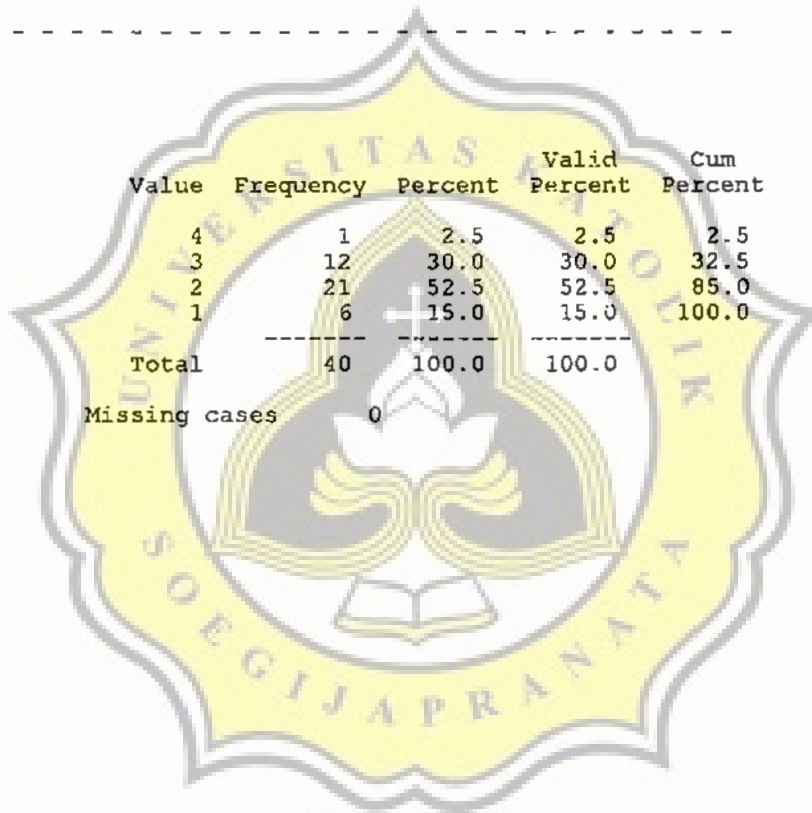 Valid Cum
Value Frequency Percent Percent Percent
4 1 2.5 2.5 2.5
3 12 30.0 30.0 32.5
2 21 52.5 52.5 85.0
1 6 15.0 15.0 100.0
------- ------- -------
Total 40 100.0 100.0
Missing cases 0
UNIVERSITAS KATOLIK
SOEGIJAPRANATA